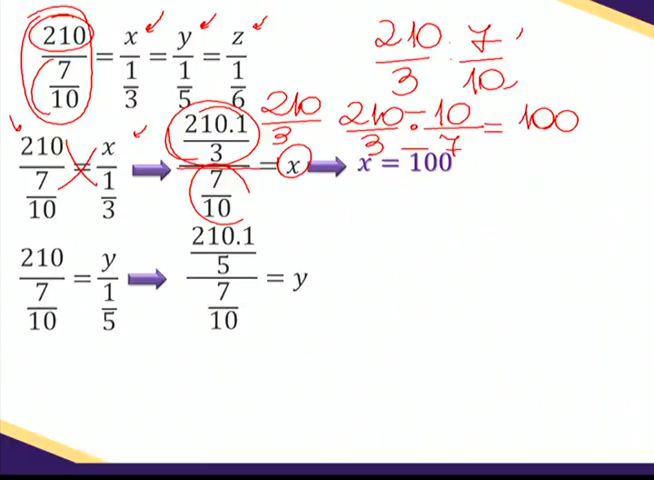 210/(7/10) = x/(1/3) = y/(1/5) = z/(1/6)
210/3 · 7/10
210/(7/10) = x/(1/3) ➡ (210.1/3)/(7/10) = x ➡ x = 100
210/3
210/3 · 10/7 = 100
210/(7/10) = y/(1/5) ➡ (210.1/5)/(7/10) = y